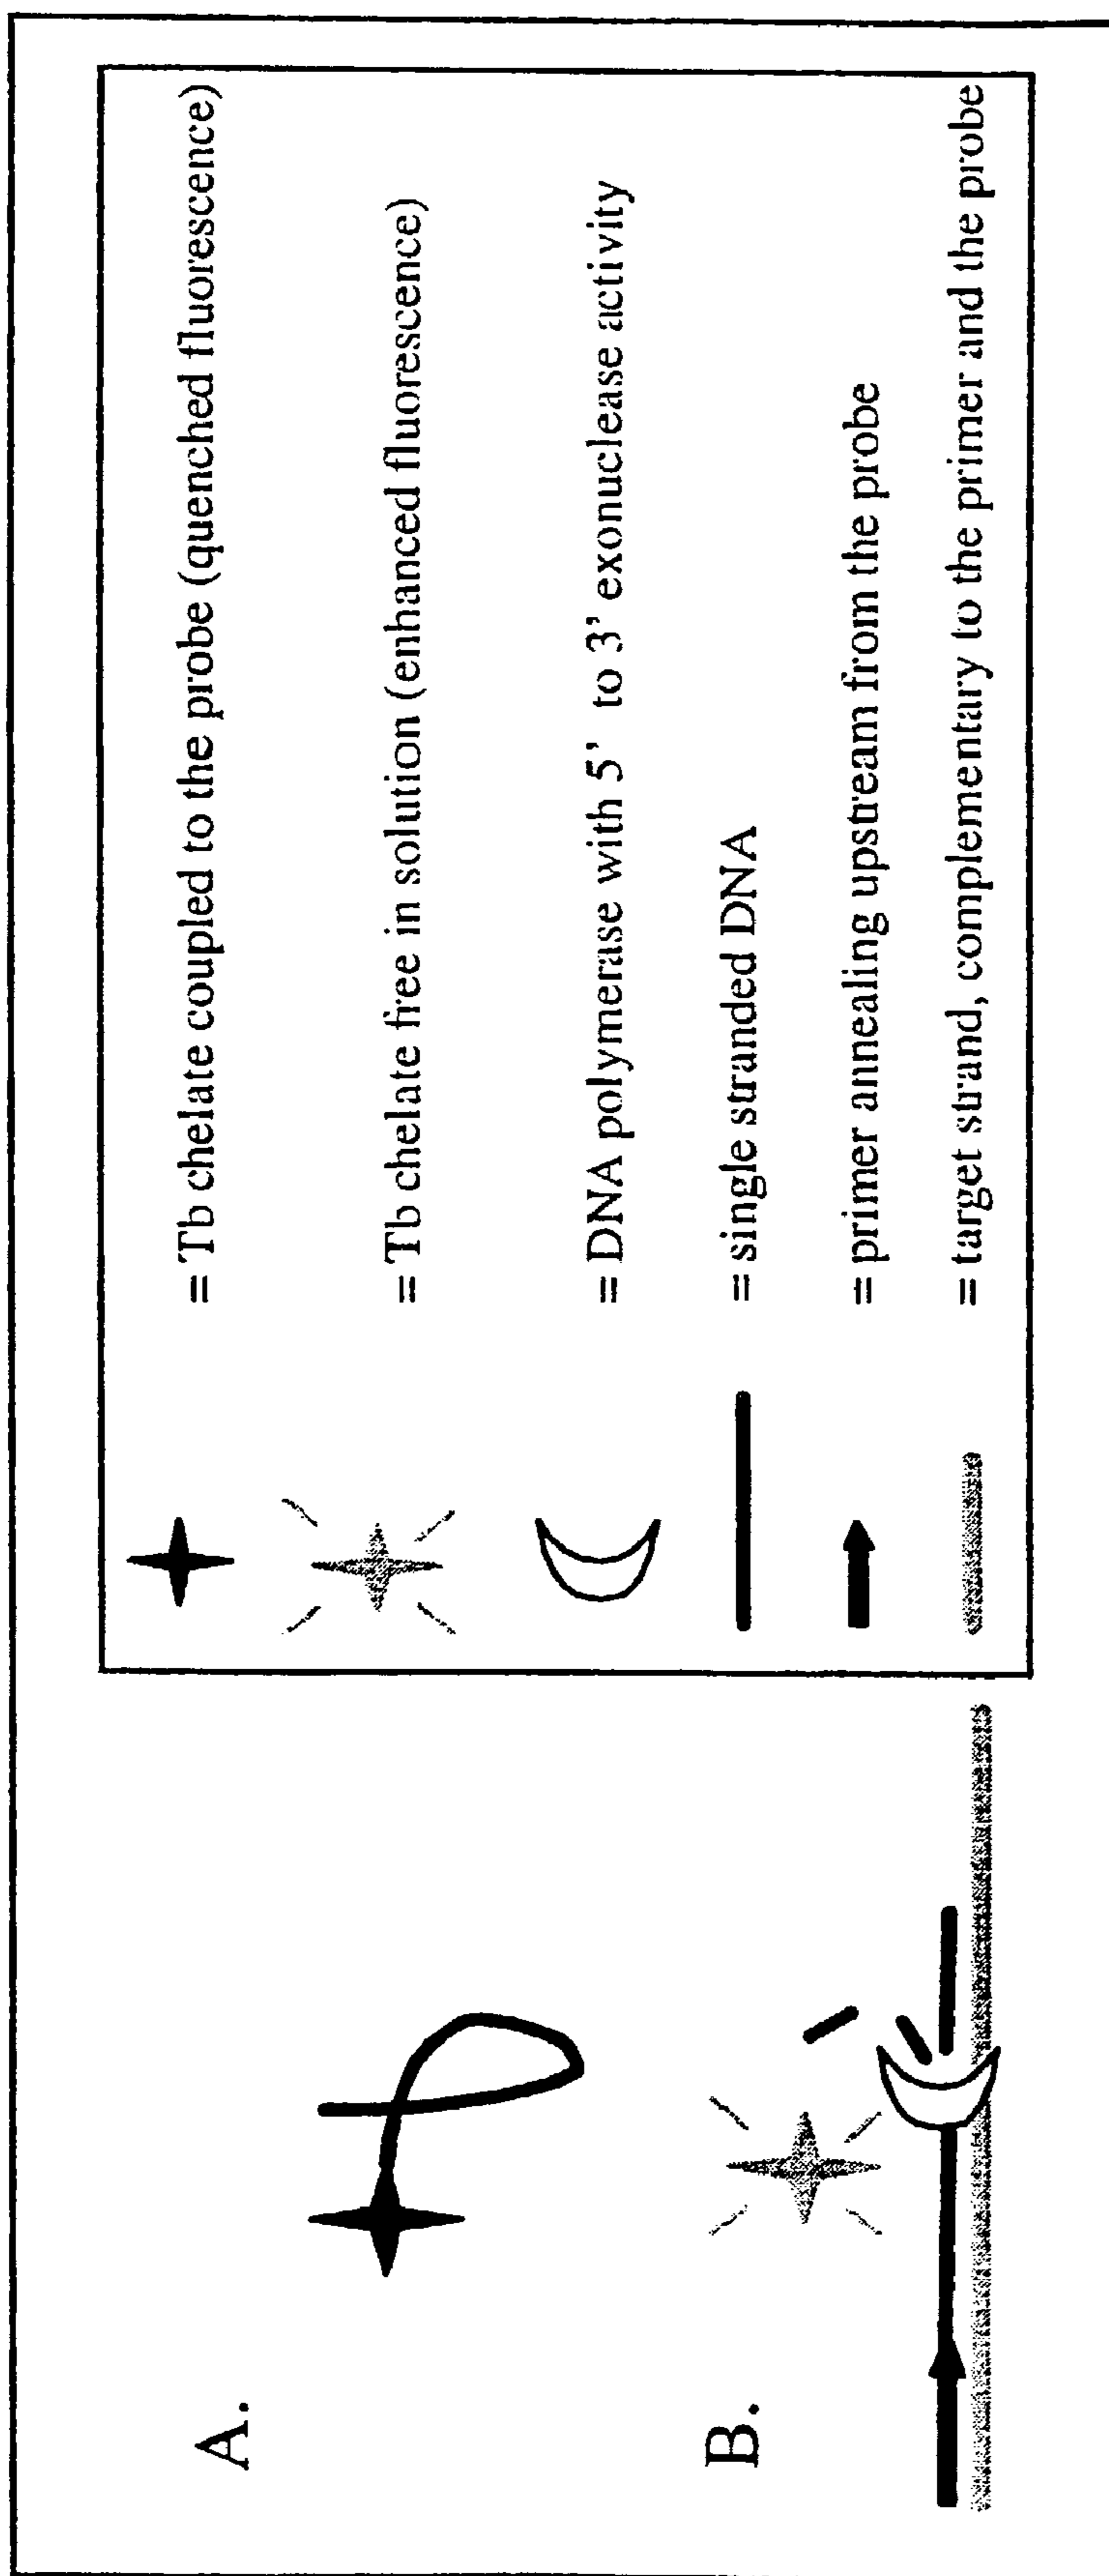 A.
B.
= Tb chelate coupled to the probe (quenched fluorescence)
= Tb chelate free in solution (enhanced fluorescence)
= DNA polymerase with 5’ to 3’ exonuclease activity
= single stranded DNA
= primer annealing upstream from the probe
= target strand, complementary to the primer and the probe